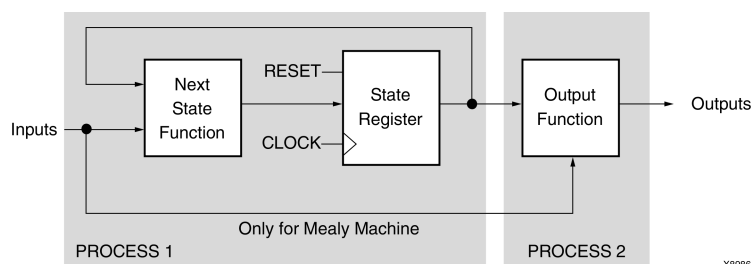 Next
State
Function
RESET
State
Register
CLOCK
Output
Function
Inputs
Outputs
Only for Mealy Machine
PROCESS 1
PROCESS 2